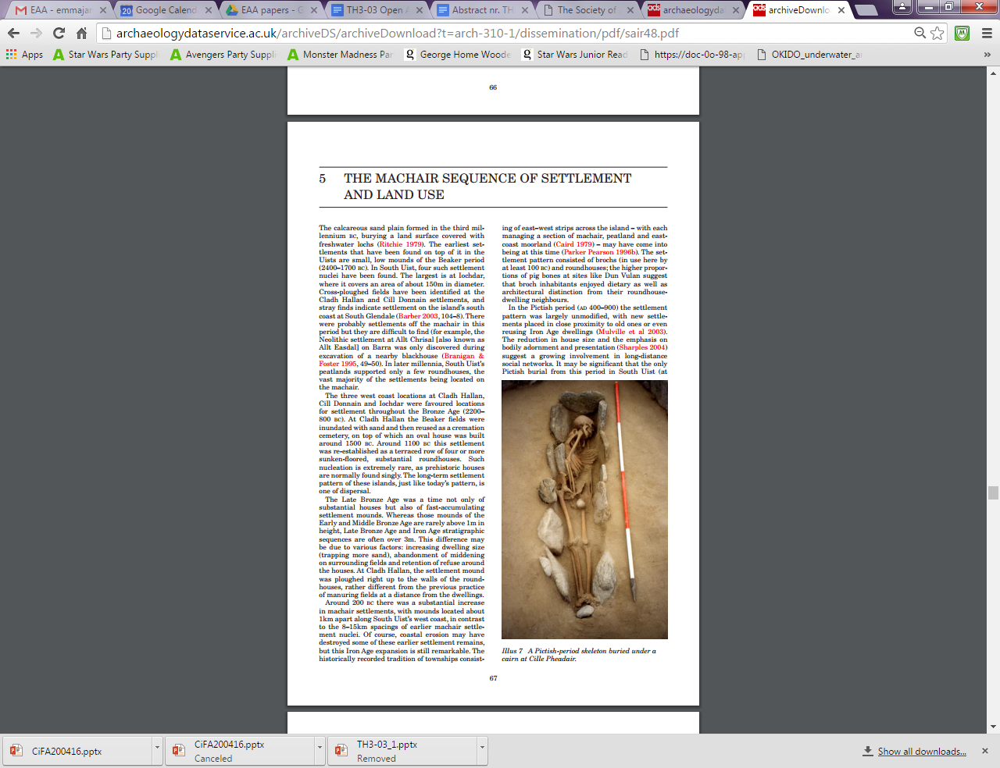 EAA - emmajar
Google Calend
EAA papers - G
TH3-03 Open A
Abstract nr. TH
The Society of
archaeologyda
archiveDownlo
archaeologydataservice.ac.uk/archiveDS/archiveDownload?t=arch-310-1/dissemination/pdf/sair48.pdf
Apps
Star Wars Party Suppl
Avengers Party Suppli
Monster Madness Par
George Home Woode
Star Wars Junior Read
https://doc-0o-98-ap
OKIDO_underwater_a
»
66
5 THE MACHAIR SEQUENCE OF SETTLEMENT
AND LAND USE
The calcareous sand plain formed in the third mil-
lennium BC, burying a land surface covered with
freshwater lochs (Ritchie 1979). The earliest set-
tlements that have been found on top of it in the
Uists are small, low mounds of the Beaker period
(2400–1700 BC). In South Uist, four such settlement
nuclei have been found. The largest is at Iochdar,
where it covers an area of about 150m in diameter.
Cross-ploughed fields have been identified at the
Cladh Hallan and Cill Donnain settlements, and
stray finds indicate settlement on the island's south
coast at South Glendale (Barber 2003, 104–8). There
were probably settlements off the machair in this
period but they are difficult to find (for example, the
Neolithic settlement at Allt Chrisal [also known as
Allt Easdal] on Barra was only discovered during
excavation of a nearby blackhouse (Branigan &
Foster 1995, 49–50). In later millennia, South Uist's
peatlands supported only a few roundhouses, the
vast majority of the settlements being located on
the machair.
The three west coast locations at Cladh Hallan,
Cill Donnain and Iochdar were favoured locations
for settlement throughout the Bronze Age (2200–
800 BC). At Cladh Hallan the Beaker fields were
inundated with sand and then reused as a cremation
cemetery, on top of which an oval house was built
around 1500 BC. Around 1100 BC this settlement
was re-established as a terraced row of four or more
sunken-floored, substantial roundhouses. Such
nucleation is extremely rare, as prehistoric houses
are normally found singly. The long-term settlement
pattern of these islands, just like today's pattern, is
one of dispersal.
The Late Bronze Age was a time not only of
substantial houses but also of fast-accumulating
settlement mounds. Whereas those mounds of the
Early and Middle Bronze Age are rarely above 1m in
height, Late Bronze Age and Iron Age stratigraphic
sequences are often over 3m. This difference may
be due to various factors: increasing dwelling size
(trapping more sand), abandonment of middening
on surrounding fields and retention of refuse around
the houses. At Cladh Hallan, the settlement mound
was ploughed right up to the walls of the round-
houses, rather different from the previous practice
of manuring fields at a distance from the dwellings.
Around 200 BC there was a substantial increase
in machair settlements, with mounds located about
1km apart along South Uist's west coast, in contrast
to the 8–15km spacings of earlier machair settle-
ment nuclei. Of course, coastal erosion may have
destroyed some of these earlier settlement remains,
but this Iron Age expansion is still remarkable. The
historically recorded tradition of townships consist-
ing of east–west strips across the island – with each
managing a section of machair, peatland and east-
coast moorland (Caird 1979) – may have come into
being at this time (Parker Pearson 1996b). The set-
tlement pattern consisted of brochs (in use here by
at least 100 BC) and roundhouses; the higher propor-
tions of pig bones at sites like Dun Vulan suggest
that broch inhabitants enjoyed dietary as well as
architectural distinction from their roundhouse-
dwelling neighbours.
In the Pictish period (AD 400–900) the settlement
pattern was largely unmodified, with new settle-
ments placed in close proximity to old ones or even
reusing Iron Age dwellings (Mulville et al 2003).
The reduction in house size and the emphasis on
bodily adornment and presentation (Sharples 2004)
suggest a growing involvement in long-distance
social networks. It may be significant that the only
Pictish burial from this period in South Uist (at
Illus 7 A Pictish-period skeleton buried under a
cairn at Cille Pheadair.
67
CiFA200416.pptx
CiFA200416.pptx
Canceled
TH3-03_1.pptx
Removed
Show all downloads...